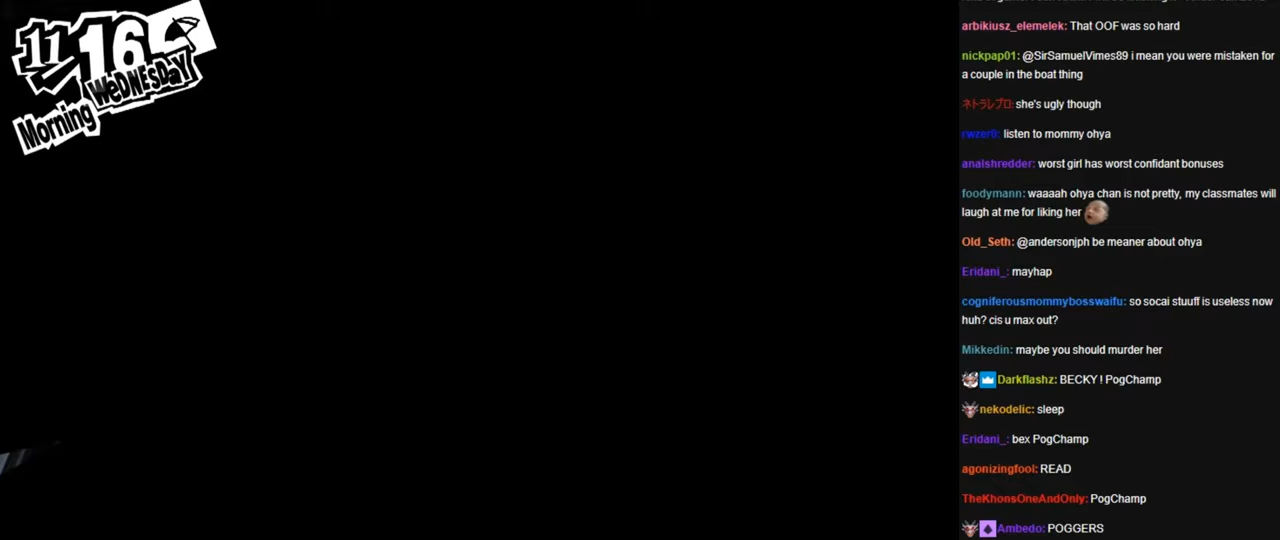 11 16
WeDNESDaY
Morning
arbikiusz_elemelek: That OOF was so hard
nickpap01: @SirSamuelVimes89 i mean you were mistaken for
a couple in the boat thing
ネトラレブロ: she's ugly though
rwzer0: listen to mommy ohya
analshredder: worst girl has worst confidant bonuses
foodymann: waaaah ohya chan is not pretty, my classmates will
laugh at me for liking her
Old_Seth: @andersonjph be meaner about ohya
Eridani_: mayhap
cogniferousmommybosswaifu: so socai stuuff is useless now
huh? cis u max out?
Mikkedin: maybe you should murder her
Darkflashz: BECKY ! PogChamp
nekodelic: sleep
Eridani_: bex PogChamp
agonizingfool: READ
TheKhonsOneAndOnly: PogChamp
Ambedo: POGGERS